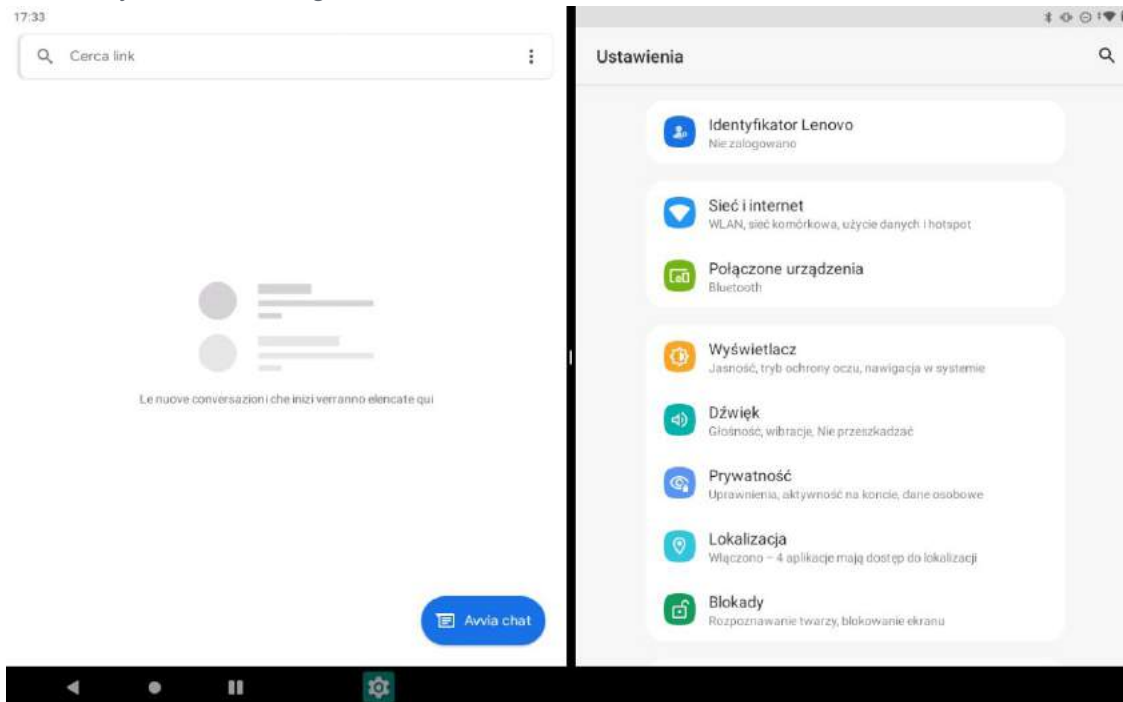 17:33
Cerca link
Le nuove conversazioni che inizi verranno elencate qui
Avvia chat
Ustawienia
Identyfikator Lenovo
Nie zalogowano
Sieć i internet
WLAN, sieć komórkowa, użycie danych i hotspot
Połączone urządzenia
Bluetooth
Wyświetlacz
Jasność, tryb ochrony oczu, nawigacja w systemie
Dźwięk
Głośność, wibracje, Nie przeszkadzać
Prywatność
Uprawnienia, aktywność na koncie, dane osobowe
Lokalizacja
Włączono – 4 aplikacje mają dostęp do lokalizacji
Blokady
Rozpoznawanie twarzy, blokowanie ekranu